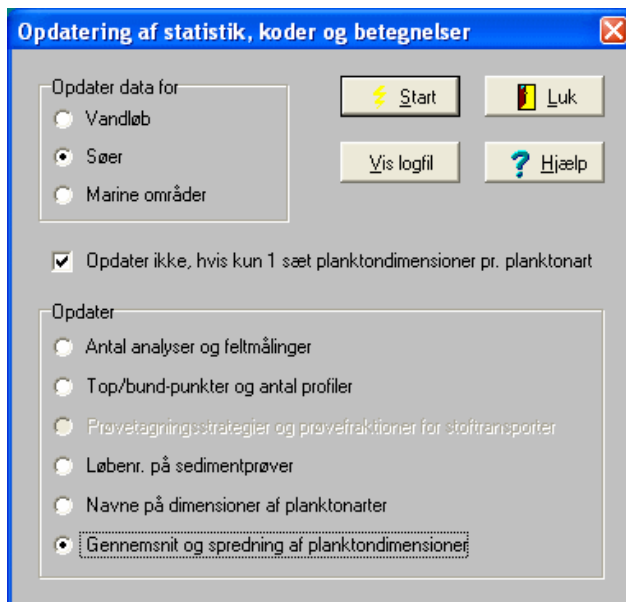 Opdatering af statistik, koder og betegnelser
Opdater data for
Vandløb
Søer
Marine områder
Start
Luk
Vis logfil
Hjælp
Opdater ikke, hvis kun 1 sæt planktondimensioner pr. planktonart
Opdater
Antal analyser og feltmålinger
Top/bund-punkter og antal profiler
Prøvetagningsstrategier og prøvefraktioner for stoftransporter
Løbenr. på sedimentprøver
Navne på dimensioner af planktonarter
Gennemsnit og spredning af planktondimensioner